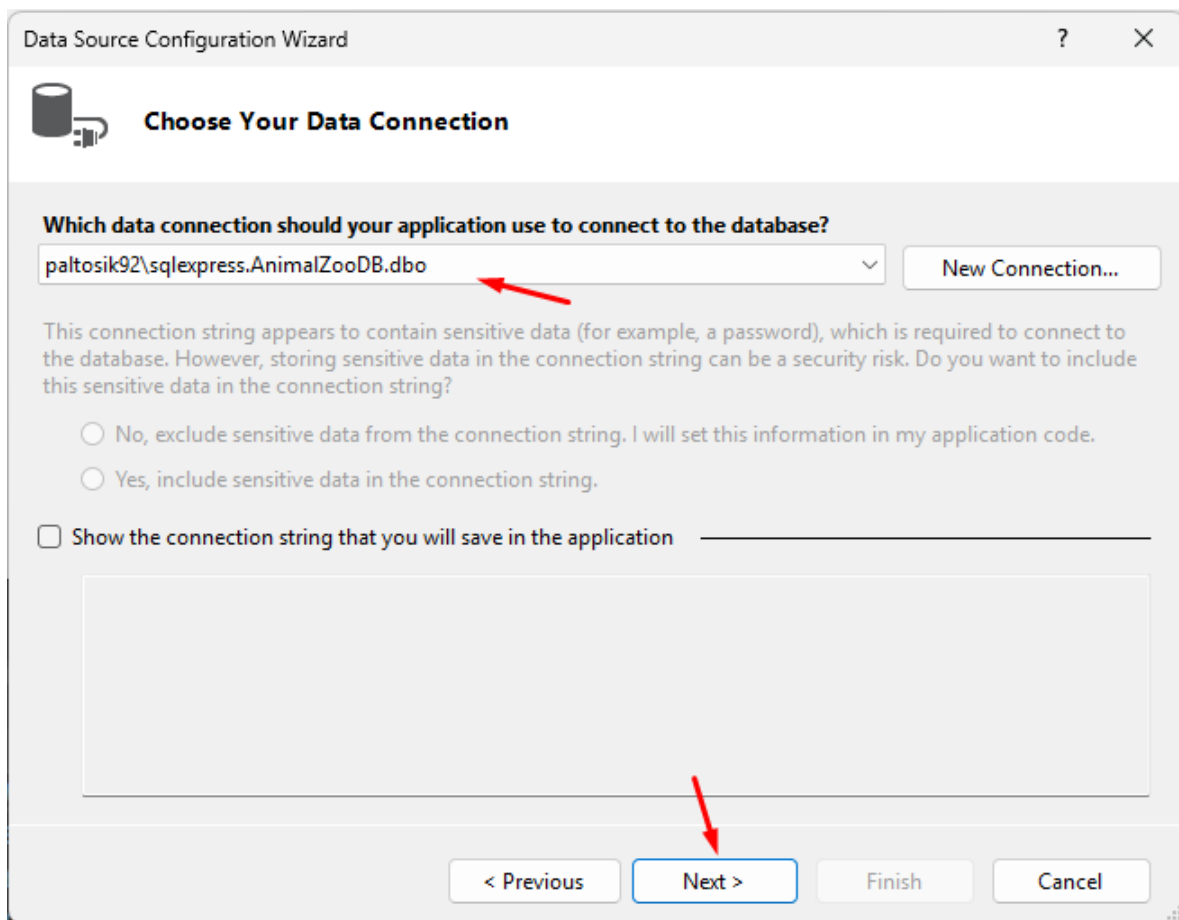 Data Source Configuration Wizard
?
Choose Your Data Connection
Which data connection should your application use to connect to the database?
paltosik92\sqlexpress.AnimalZooDB.dbo
New Connection...
This connection string appears to contain sensitive data (for example, a password), which is required to connect to
the database. However, storing sensitive data in the connection string can be a security risk. Do you want to include
this sensitive data in the connection string?
No, exclude sensitive data from the connection string. I will set this information in my application code.
Yes, include sensitive data in the connection string.
Show the connection string that you will save in the application
< Previous
Next >
Finish
Cancel